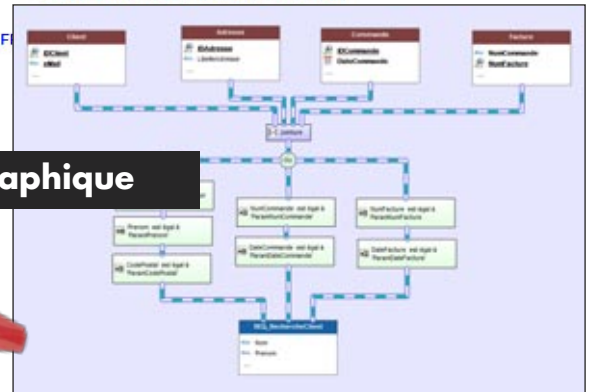 Client
IDClient
eMail
...
Adresse
IDAdresse
...
Commande
IDCommande
DateCommande
...
Facture
NumCommande
NumFacture
...
Jointure
ou
aphique
Prenom est égal à
'ParamPrenom'
CodePostal est égal à
'ParamCodePostal'
NumCommande est égal à
'ParamNumCommande'
DateCommande est égal à
'ParamDateCommande'
NumFacture est égal à
'ParamNumFacture'
DateFacture est égal à
'ParamDateFacture'
REQ_RechercheClient
Nom
Prenom
...